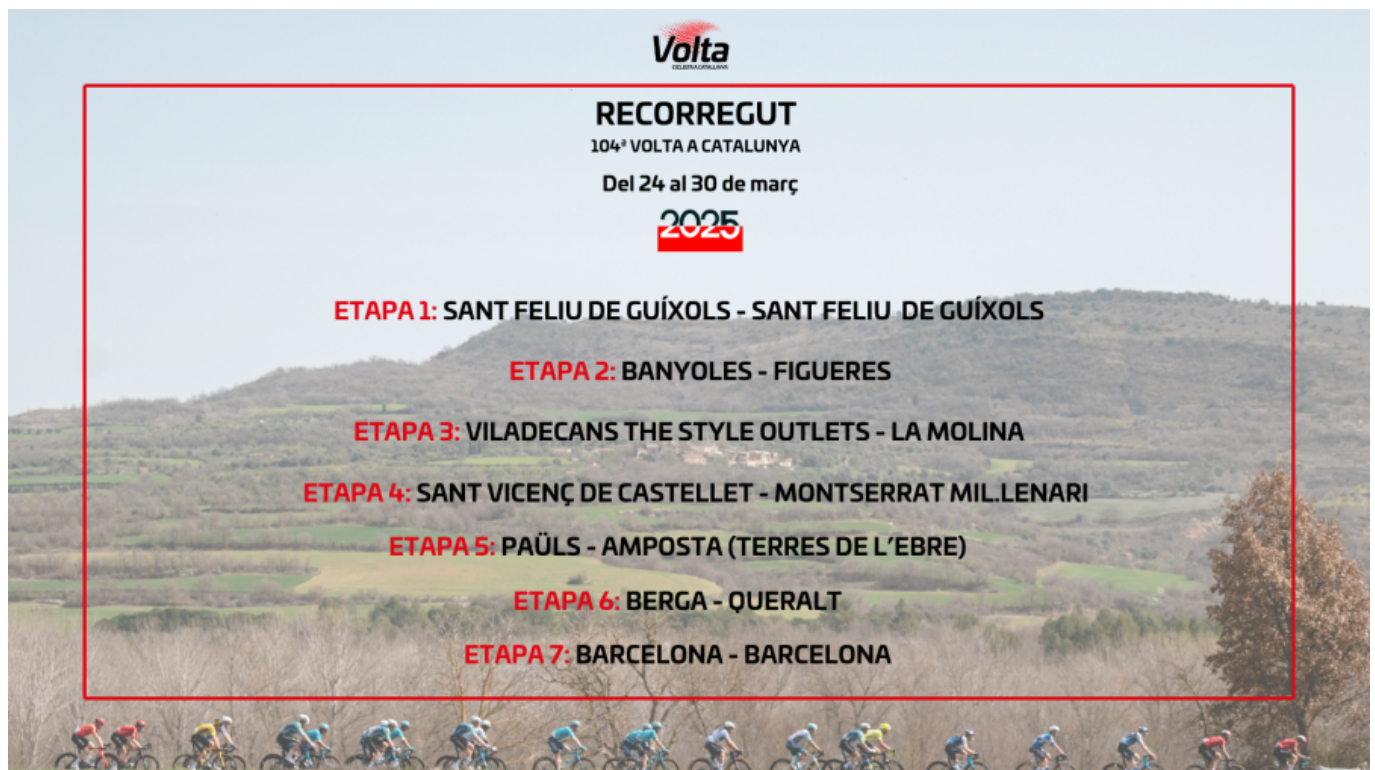 Volta
CICLISTA A CATALUNYA
RECORREGUT
104ª VOLTA A CATALUNYA
Del 24 al 30 de març
2025
ETAPA 1: SANT FELIU DE GUÍXOLS - SANT FELIU DE GUÍXOLS
ETAPA 2: BANYOLES - FIGUERES
ETAPA 3: VILADECANS THE STYLE OUTLETS - LA MOLINA
ETAPA 4: SANT VICENÇ DE CASTELLET - MONTSERRAT MIL.LENARI
ETAPA 5: PAÜLS - AMPOSTA (TERRES DE L'EBRE)
ETAPA 6: BERGA - QUERALT
ETAPA 7: BARCELONA - BARCELONA